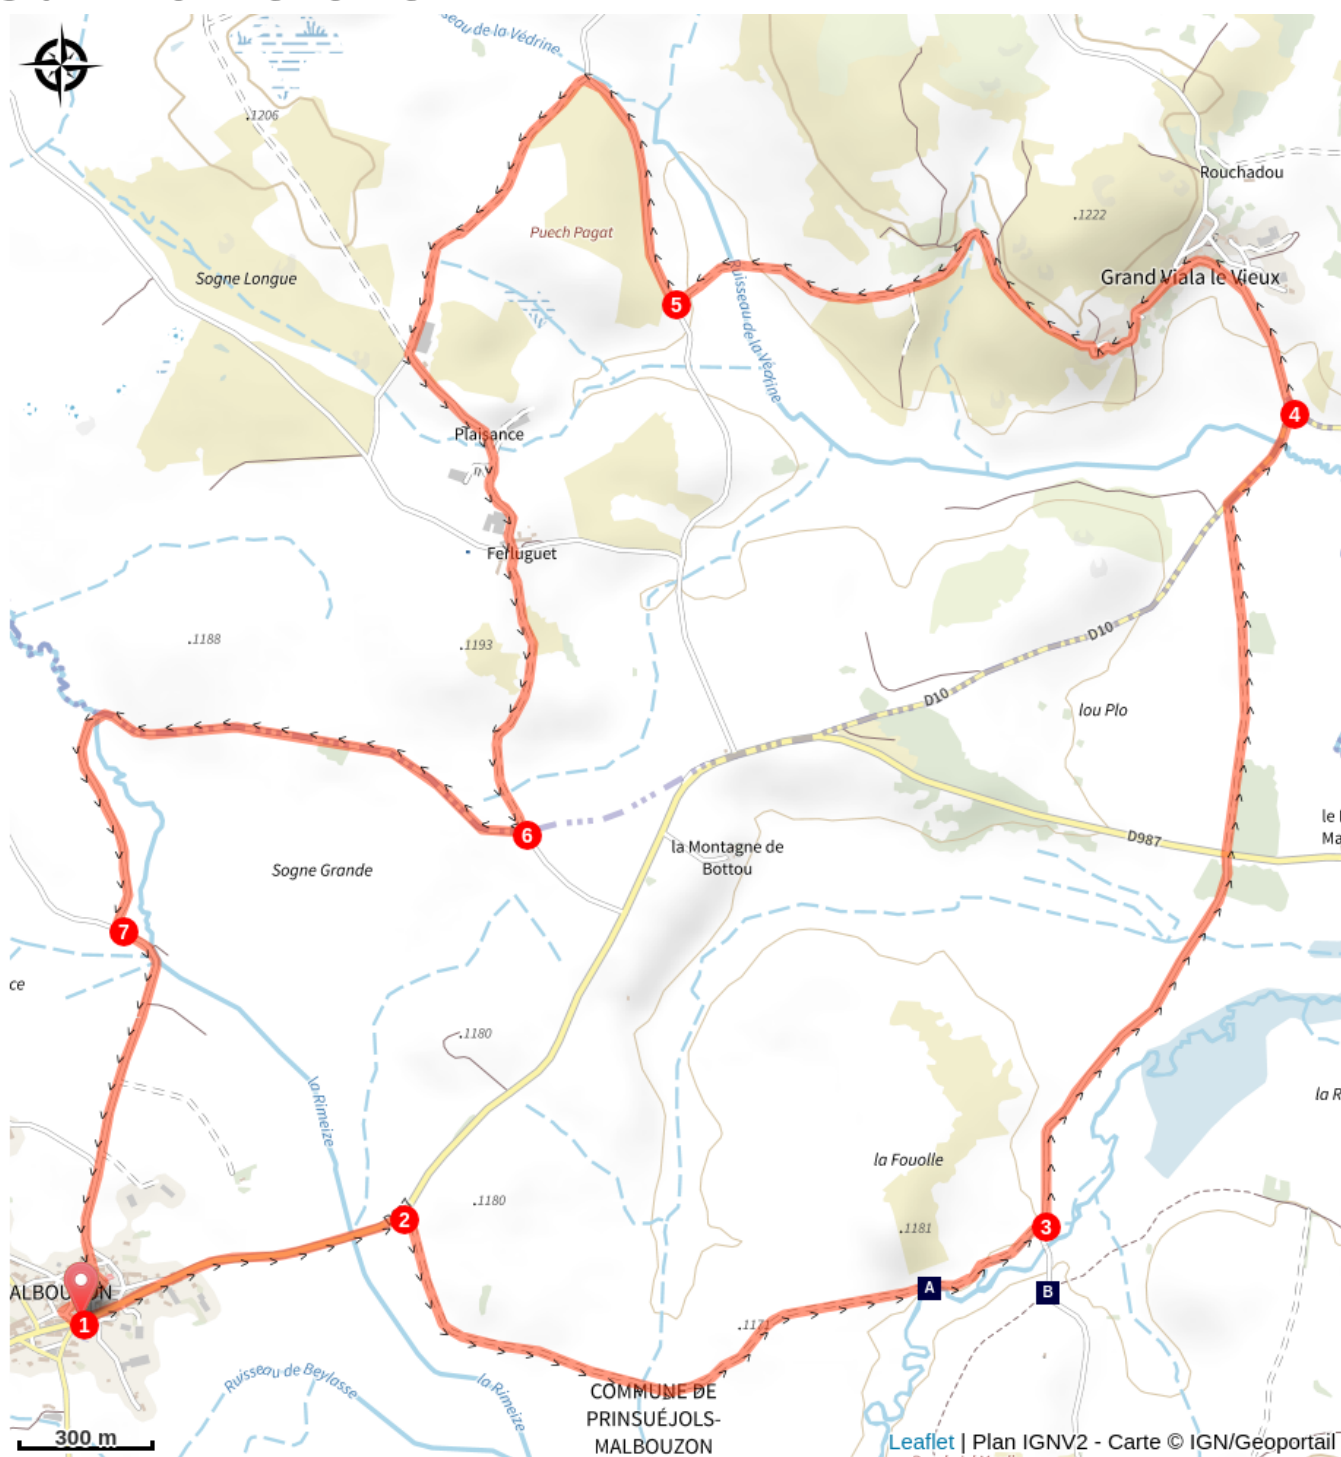 de la Védrine
.1206
Rouchadou
.1222
Puech Pagat
Sogne Longue
Grand Viala le Vieux
5
Ruisseau de la Védrine
4
Plaisance
Ferluguet
.1188
.1193
D10
D10
lou Plo
6
D987
la Montagne de
Bottou
Sogne Grande
7
ce
.1180
la Rimeize
la Fouolle
2
.1180
.1181
3
A
B
ALBOUZON
1
.1171
Ruisseau de Beylasse
la Rimeize
COMMUNE DE
PRINSUÉJOLS-
MALBOUZON
300 m
Leaflet | Plan IGNV2 - Carte © IGN/Geoportail